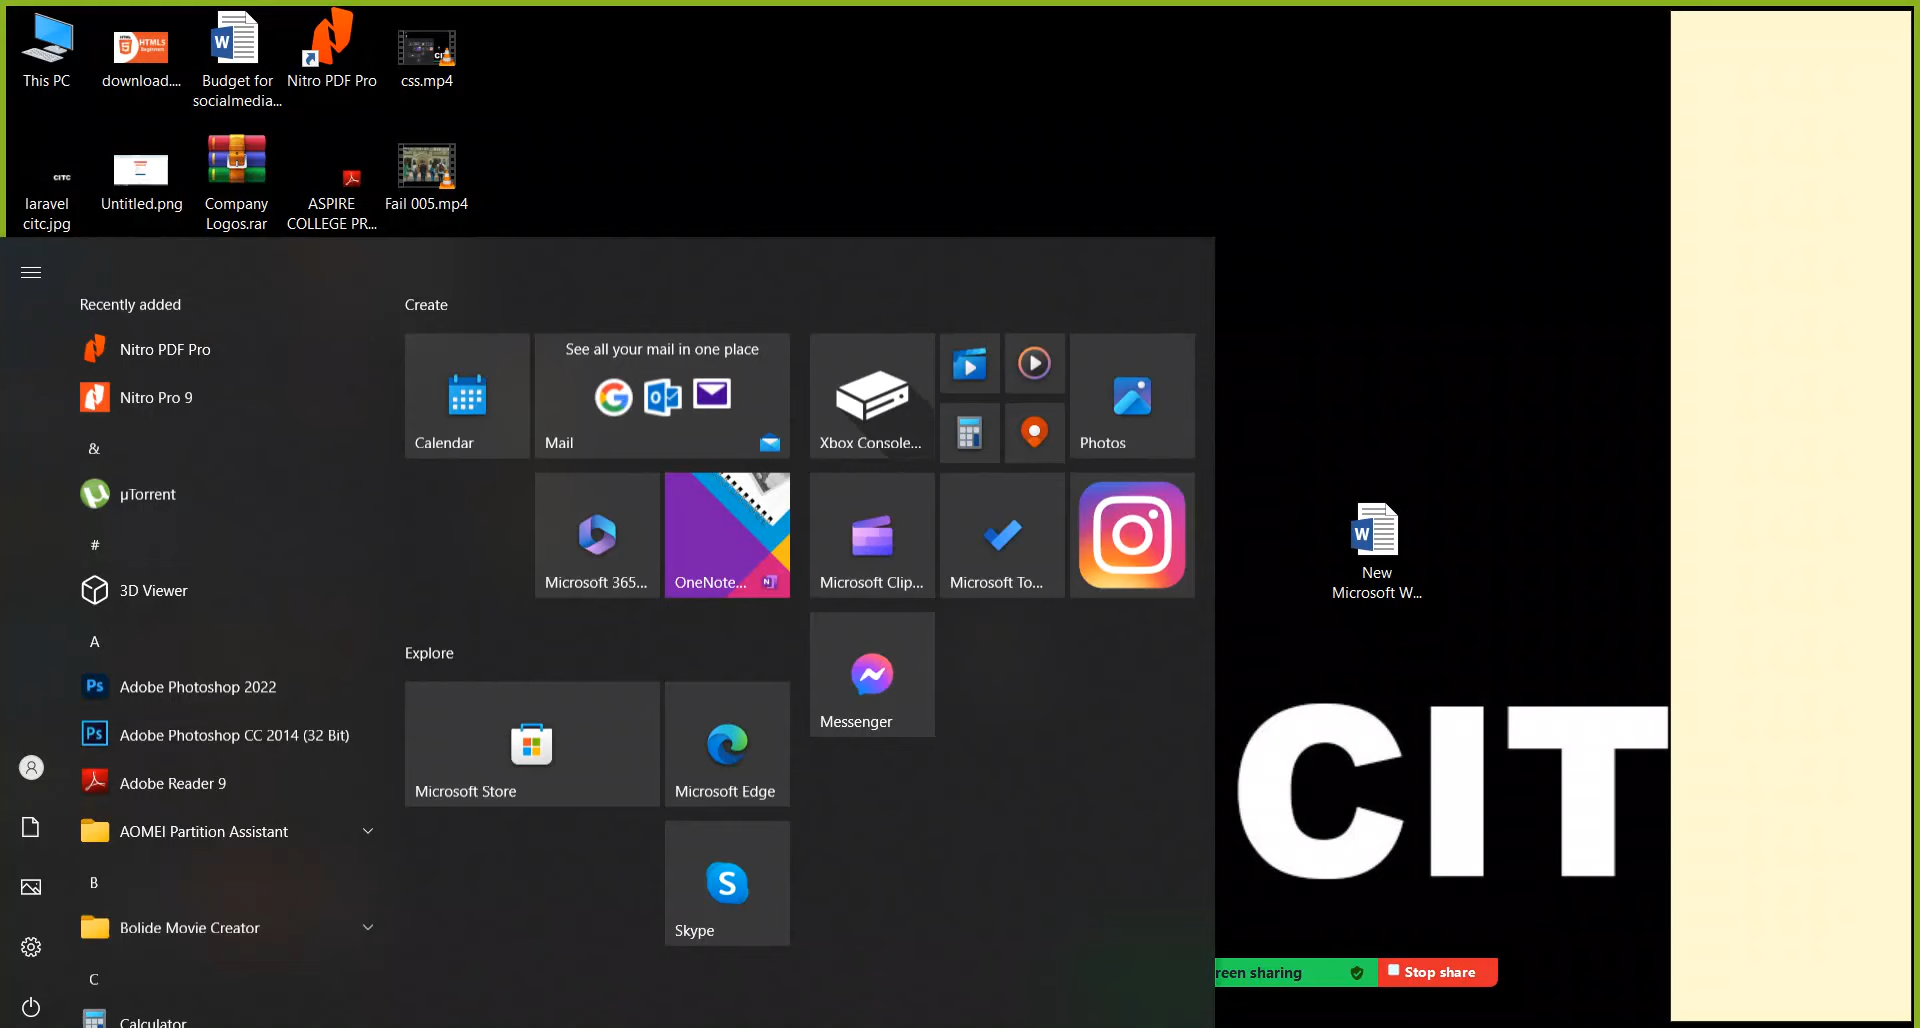 This PC
download....
Budget for
socialmedia...
Nitro PDF Pro
css.mp4
laravel
citc.jpg
Untitled.png
Company
Logos.rar
ASPIRE
COLLEGE PR...
Fail 005.mp4
CITC
Recently added
Nitro PDF Pro
Nitro Pro 9
&
µTorrent
#
3D Viewer
A
Adobe Photoshop 2022
Adobe Photoshop CC 2014 (32 Bit)
Adobe Reader 9
AOMEI Partition Assistant
B
Bolide Movie Creator
C
Calculator
Create
Calendar
See all your mail in one place
Mail
Microsoft 365...
OneNote...
Explore
Microsoft Store
Microsoft Edge
Skype
Xbox Console...
Photos
Microsoft Clip...
Microsoft To...
Messenger
New
Microsoft W...
CIT
reen sharing
Stop share